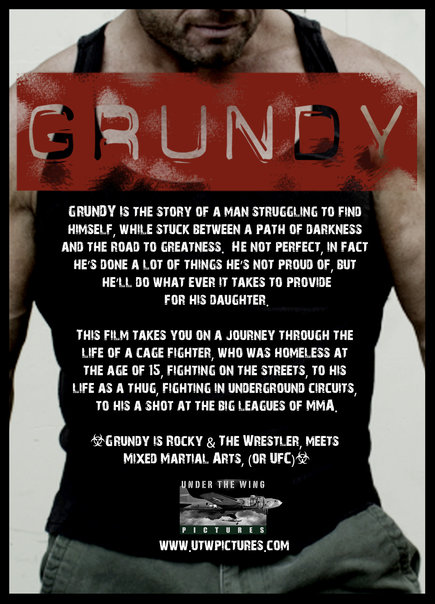 GRUNDY
GRUNDY IS THE STORY OF A MAN STRUGGLING TO FIND
HIMSELF, WHILE STUCK BETWEEN A PATH OF DARKNESS
AND THE ROAD TO GREATNESS. HE NOT PERFECT, IN FACT
HE'S DONE A LOT OF THINGS HE'S NOT PROUD OF, BUT
HE'LL DO WHAT EVER IT TAKES TO PROVIDE
FOR HIS DAUGHTER.
THIS FILM TAKES YOU ON A JOURNEY THROUGH THE
LIFE OF A CAGE FIGHTER, WHO WAS HOMELESS AT
THE AGE OF 15, FIGHTING ON THE STREETS, TO HIS
LIFE AS A THUG, FIGHTING IN UNDERGROUND CIRCUITS,
TO HIS A SHOT AT THE BIG LEAGUES OF MMA.
☣GRUNDY IS ROCKY & THE WRESTLER, MEETS
MIXED MARTIAL ARTS, (OR UFC)☣
UNDER THE WING
PICTURES
WWW.UTWPICTURES.COM